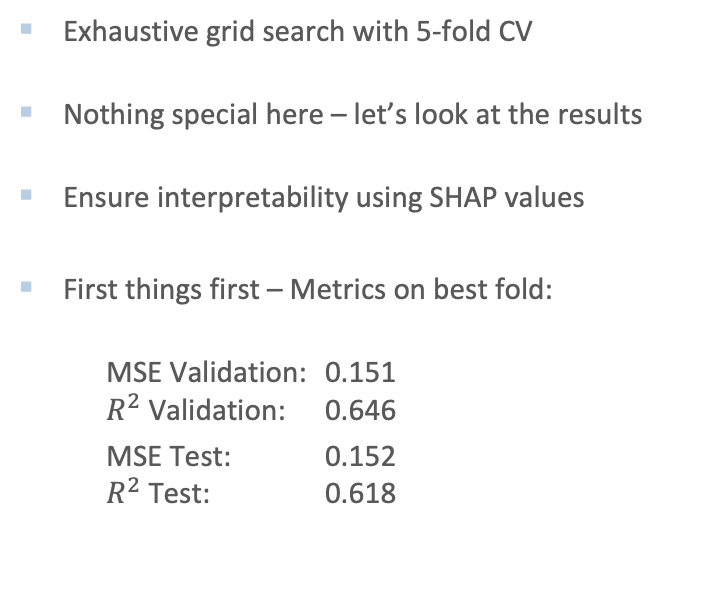 Exhaustive grid search with 5-fold CV
Nothing special here – let's look at the results
Ensure interpretability using SHAP values
First things first – Metrics on best fold:
MSE Validation: 0.151
R² Validation: 0.646
MSE Test: 0.152
R² Test: 0.618